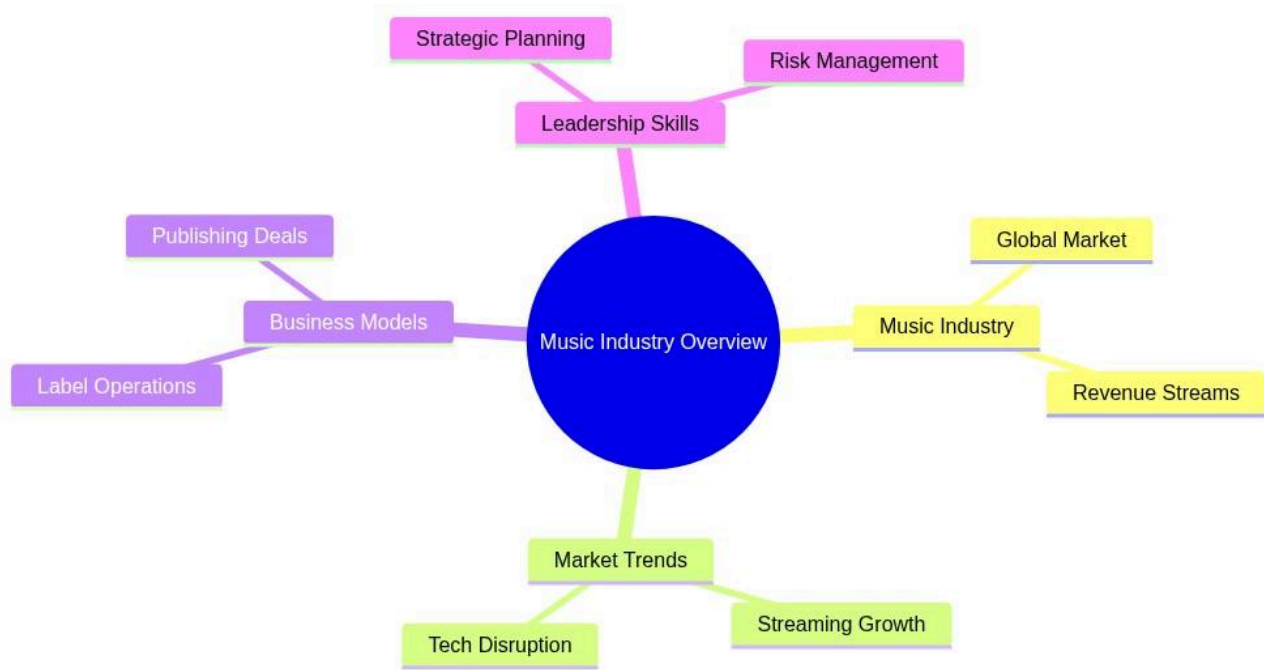 Strategic Planning
Risk Management
Leadership Skills
Publishing Deals
Global Market
Business Models
Music Industry Overview
Music Industry
Label Operations
Revenue Streams
Market Trends
Tech Disruption
Streaming Growth